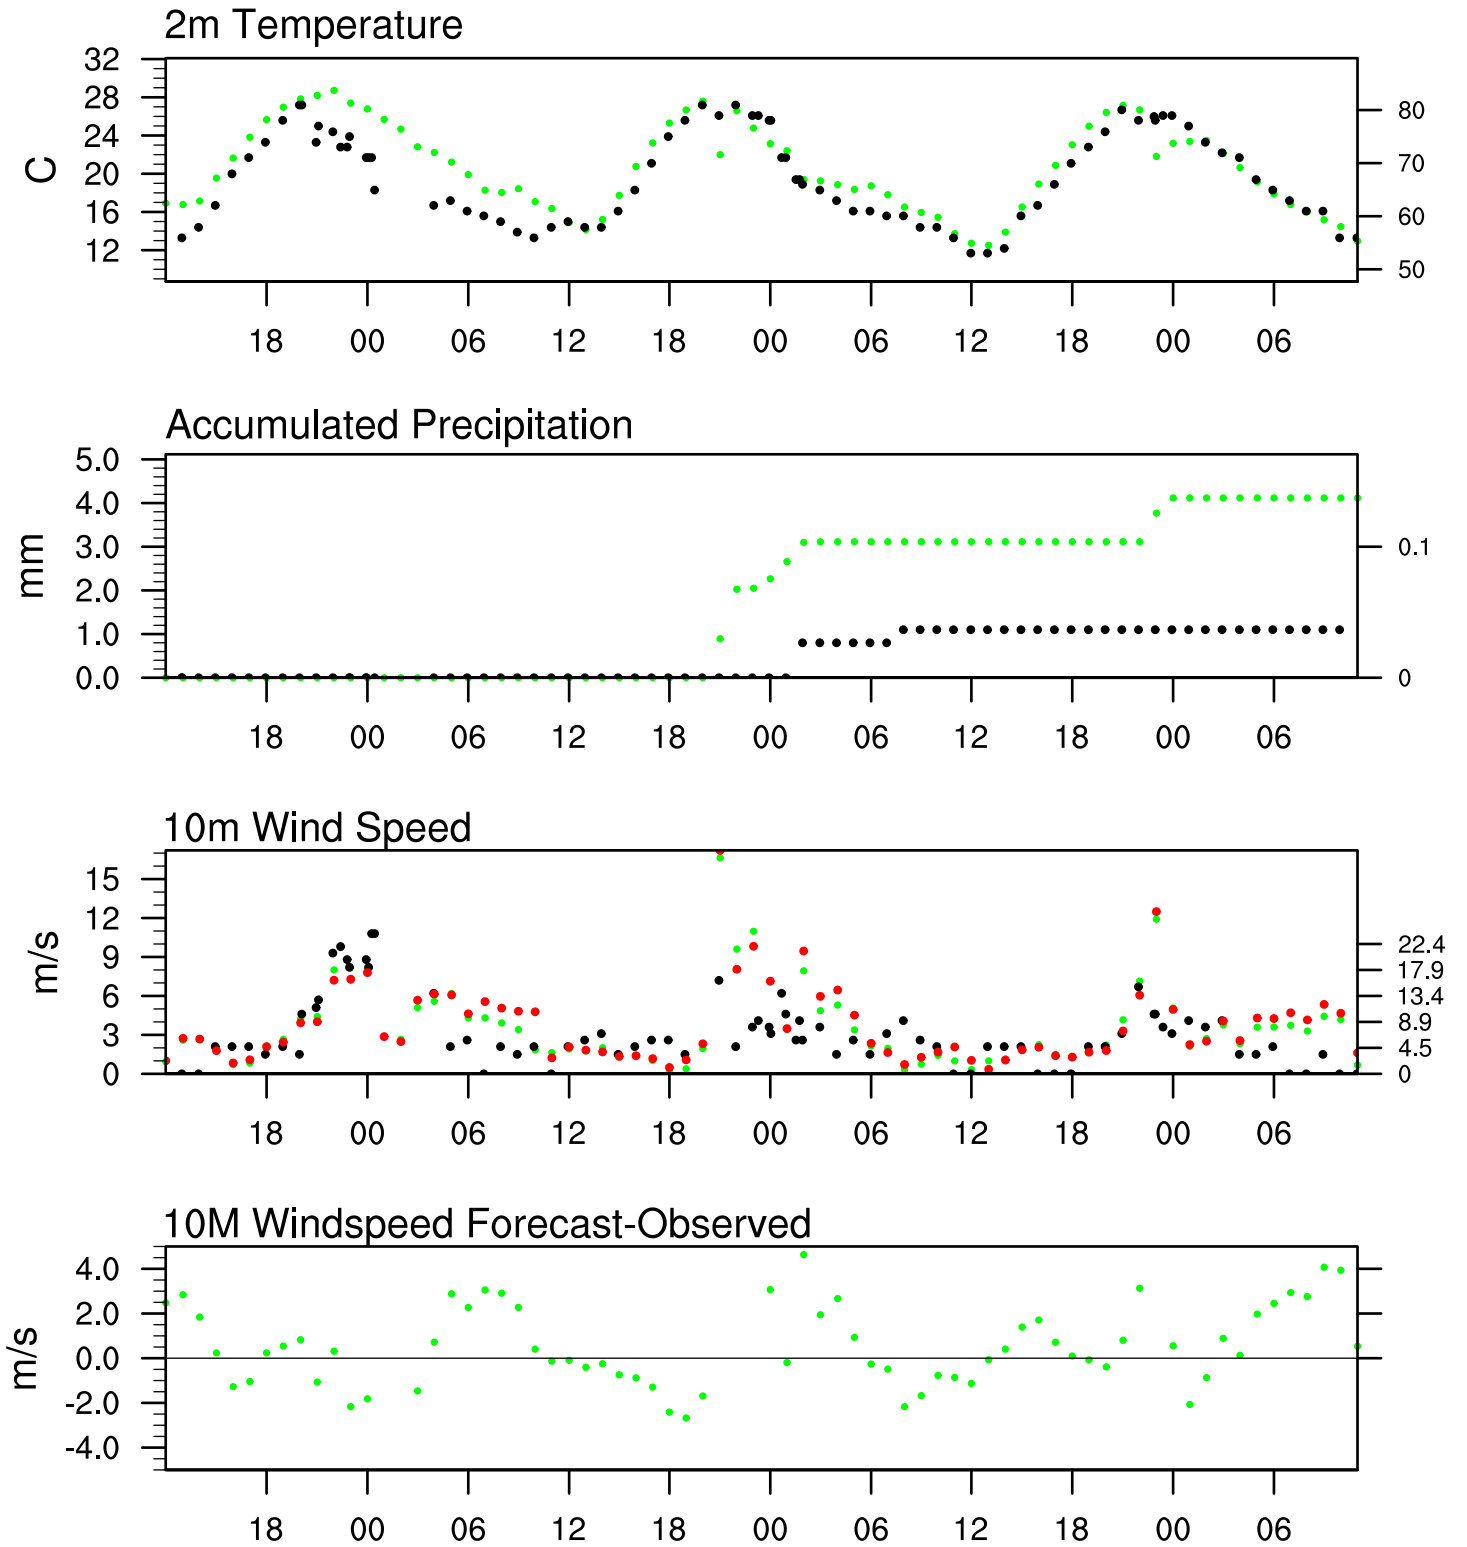 2m Temperature
32
28
24
20
16
12
C
80
70
60
50
18 00 06 12 18 00 06 12 18 00 06
Accumulated Precipitation
5.0
4.0
3.0
2.0
1.0
0.0
mm
0.1
0
18 00 06 12 18 00 06 12 18 00 06
10m Wind Speed
15
12
9
6
3
0
m/s
22.4
17.9
13.4
8.9
4.5
0
18 00 06 12 18 00 06 12 18 00 06
10M Windspeed Forecast-Observed
4.0
2.0
0.0
-2.0
-4.0
m/s
18 00 06 12 18 00 06 12 18 00 06